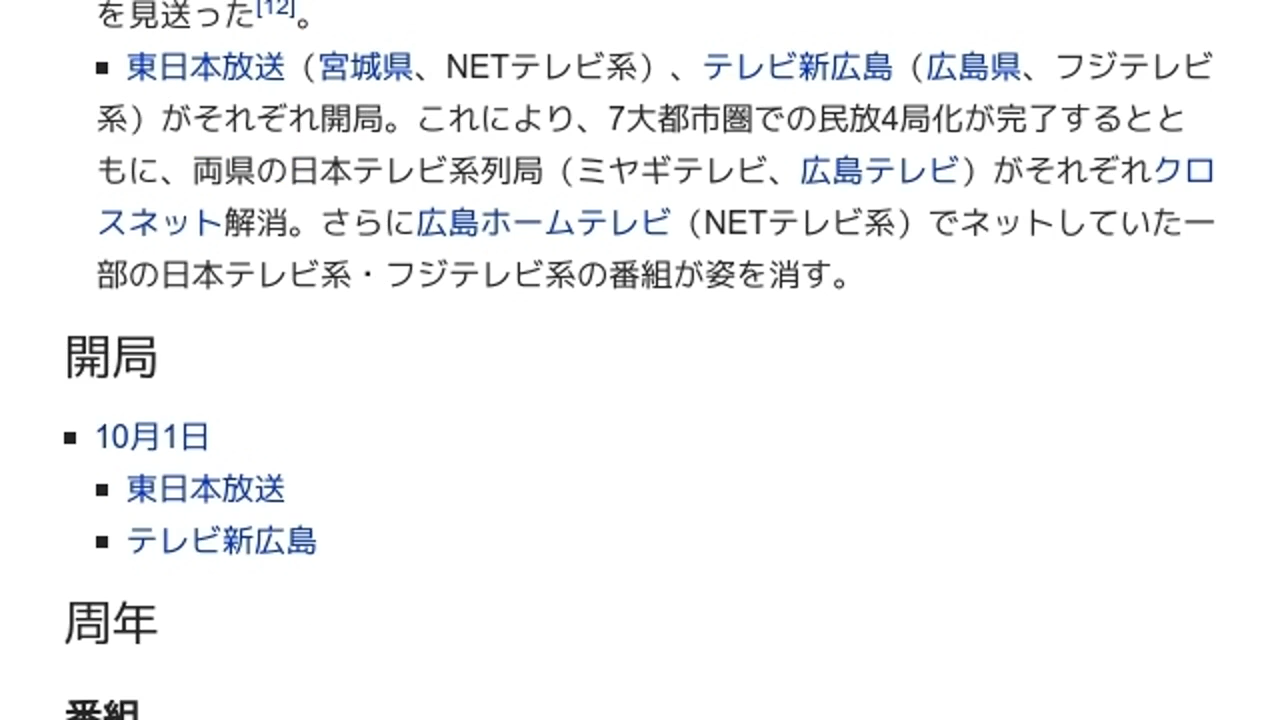 を見送った[12]。
東日本放送（宮城県、NETテレビ系）、テレビ新広島（広島県、フジテレビ
系）がそれぞれ開局。これにより、7大都市圏での民放4局化が完了するとと
もに、両県の日本テレビ系列局（ミヤギテレビ、広島テレビ）がそれぞれクロ
スネット解消。さらに広島ホームテレビ（NETテレビ系）でネットしていた一
部の日本テレビ系・フジテレビ系の番組が姿を消す。
開局
10月1日
東日本放送
テレビ新広島
周年
番組